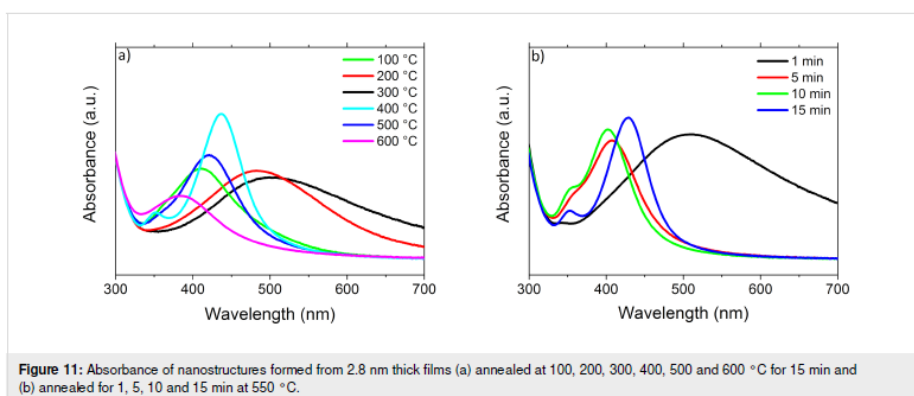 a)
100 °C
200 °C
300 °C
400 °C
500 °C
600 °C
Absorbance (a.u.)
300 400 500 600 700
Wavelength (nm)
b)
1 min
5 min
10 min
15 min
Absorbance (a.u.)
300 400 500 600 700
Wavelength (nm)
Figure 11: Absorbance of nanostructures formed from 2.8 nm thick films (a) annealed at 100, 200, 300, 400, 500 and 600 °C for 15 min and
(b) annealed for 1, 5, 10 and 15 min at 550 °C.